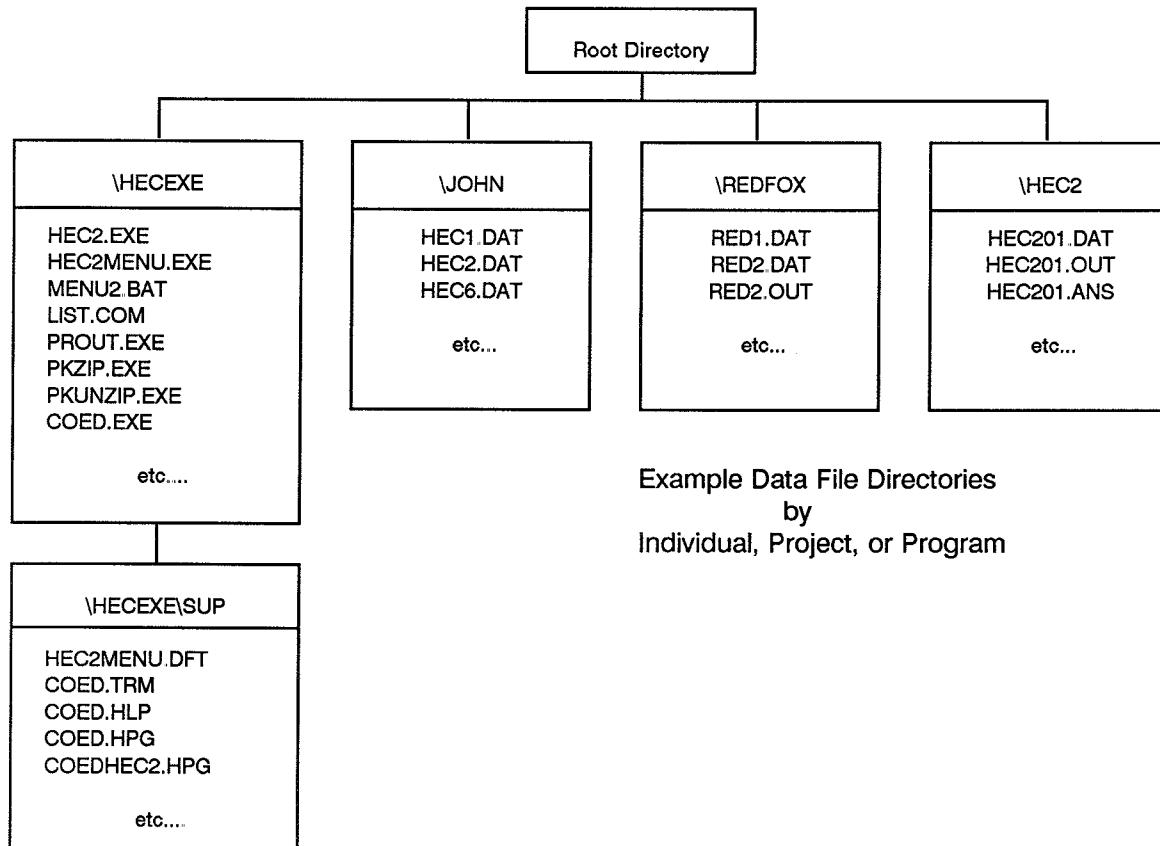 Root Directory
\HECEXE
HEC2.EXE
HEC2MENU.EXE
MENU2.BAT
LIST.COM
PROUT.EXE
PKZIP.EXE
PKUNZIP.EXE
COED.EXE
etc....
\JOHN
HEC1.DAT
HEC2.DAT
HEC6.DAT
etc...
\REDFOX
RED1.DAT
RED2.DAT
RED2.OUT
etc...
\HEC2
HEC201.DAT
HEC201.OUT
HEC201.ANS
etc...
Example Data File Directories
by
Individual, Project, or Program
\HECEXE\SUP
HEC2MENU.DFT
COED.TRM
COED.HLP
COED.HPG
COEDHEC2.HPG
etc....